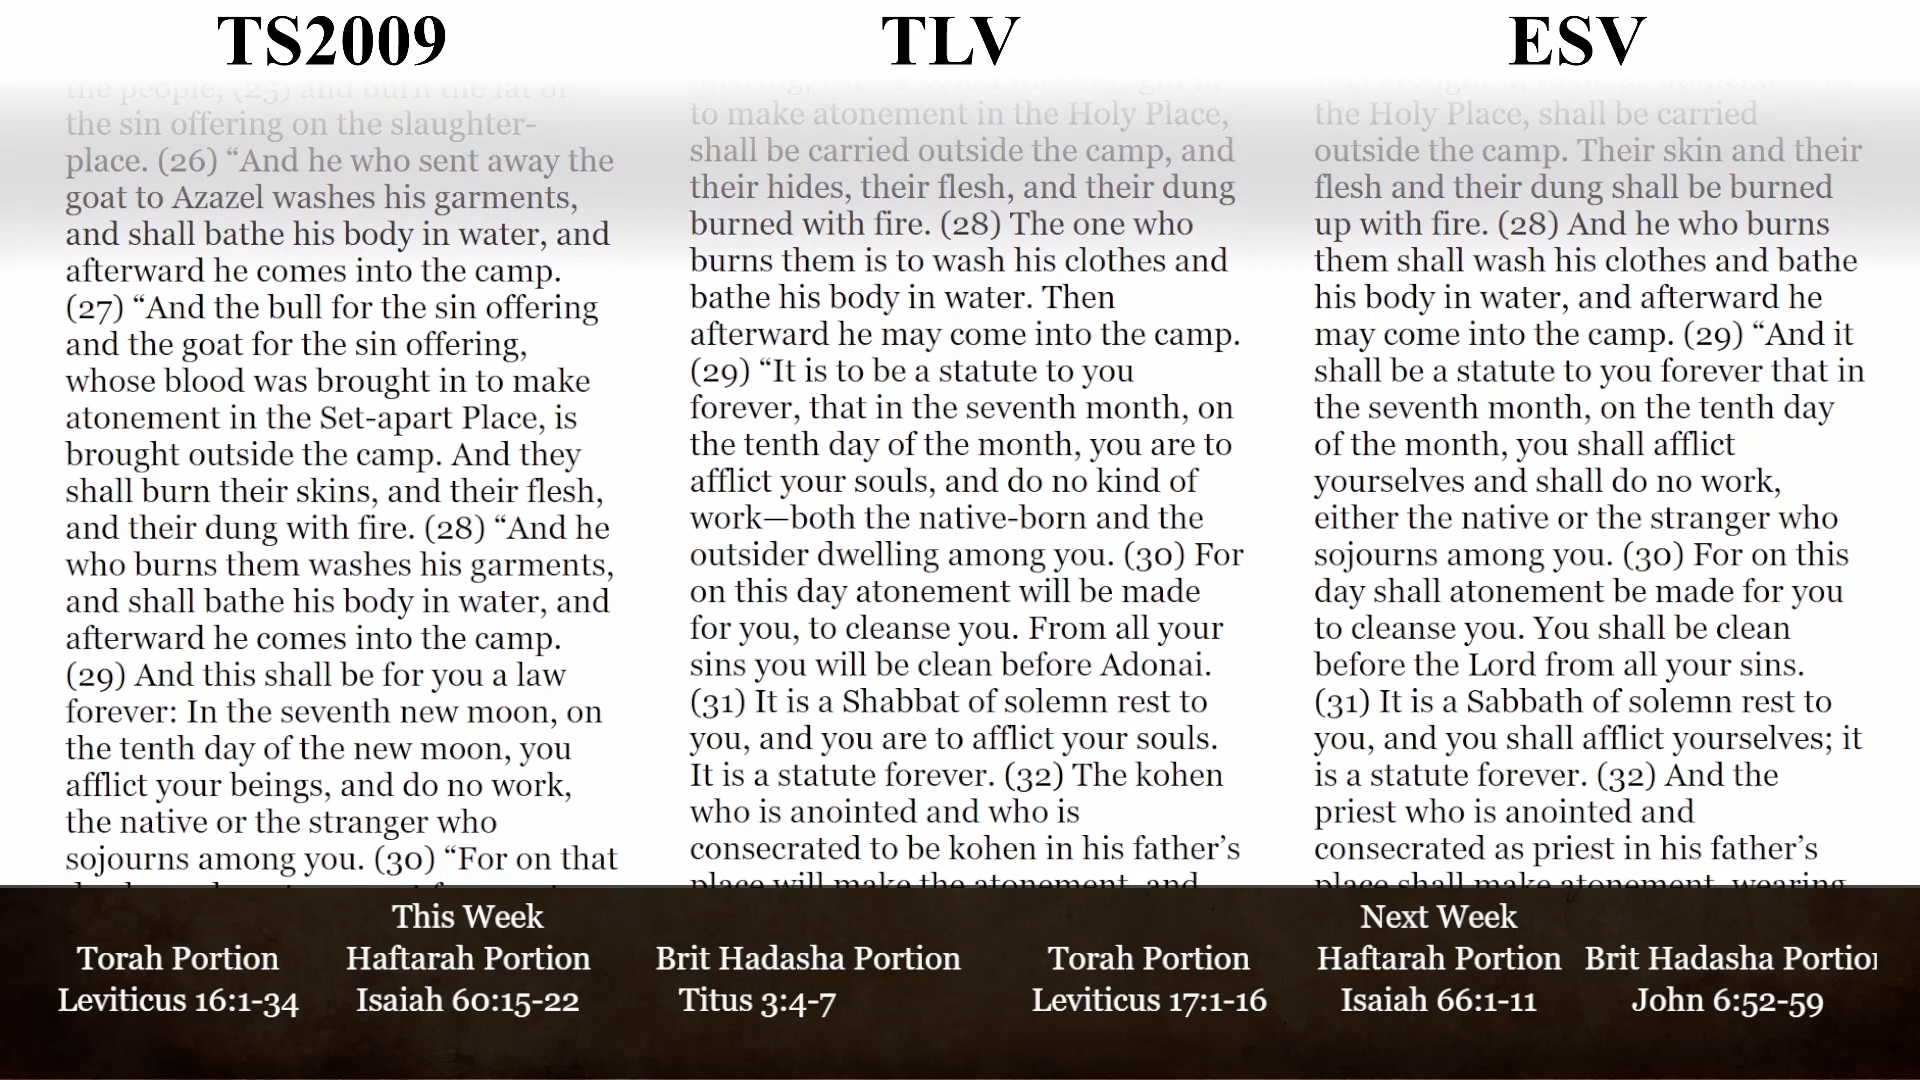 TS2009
the people, (25) and burn the fat of
the sin offering on the slaughter-
place. (26) “And he who sent away the
goat to Azazel washes his garments,
and shall bathe his body in water, and
afterward he comes into the camp.
(27) “And the bull for the sin offering
and the goat for the sin offering,
whose blood was brought in to make
atonement in the Set-apart Place, is
brought outside the camp. And they
shall burn their skins, and their flesh,
and their dung with fire. (28) “And he
who burns them washes his garments,
and shall bathe his body in water, and
afterward he comes into the camp.
(29) And this shall be for you a law
forever: In the seventh new moon, on
the tenth day of the new moon, you
afflict your beings, and do no work,
the native or the stranger who
sojourns among you. (30) “For on that
TLV
to make atonement in the Holy Place,
shall be carried outside the camp, and
their hides, their flesh, and their dung
burned with fire. (28) The one who
burns them is to wash his clothes and
bathe his body in water. Then
afterward he may come into the camp.
(29) “It is to be a statute to you
forever, that in the seventh month, on
the tenth day of the month, you are to
afflict your souls, and do no kind of
work—both the native-born and the
outsider dwelling among you. (30) For
on this day atonement will be made
for you, to cleanse you. From all your
sins you will be clean before Adonai.
(31) It is a Shabbat of solemn rest to
you, and you are to afflict your souls.
It is a statute forever. (32) The kohen
who is anointed and who is
consecrated to be kohen in his father’s
place will make the atonement, and
ESV
the Holy Place, shall be carried
outside the camp. Their skin and their
flesh and their dung shall be burned
up with fire. (28) And he who burns
them shall wash his clothes and bathe
his body in water, and afterward he
may come into the camp. (29) “And it
shall be a statute to you forever that in
the seventh month, on the tenth day
of the month, you shall afflict
yourselves and shall do no work,
either the native or the stranger who
sojourns among you. (30) For on this
day shall atonement be made for you
to cleanse you. You shall be clean
before the Lord from all your sins.
(31) It is a Sabbath of solemn rest to
you, and you shall afflict yourselves; it
is a statute forever. (32) And the
priest who is anointed and
consecrated as priest in his father’s
place shall make atonement, wearing
This Week
Torah Portion Haftarah Portion Brit Hadasha Portion
Leviticus 16:1-34 Isaiah 60:15-22 Titus 3:4-7
Next Week
Torah Portion Haftarah Portion Brit Hadasha Portion
Leviticus 17:1-16 Isaiah 66:1-11 John 6:52-59